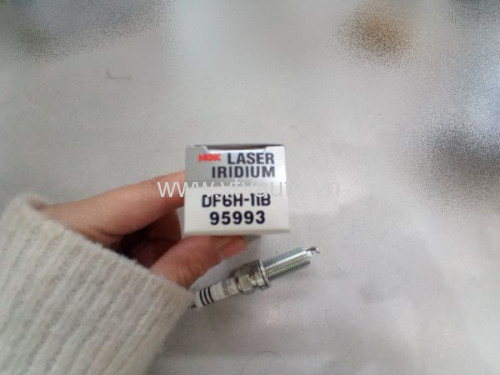 NGK LASER
IRIDIUM
DF6H-11B
95993